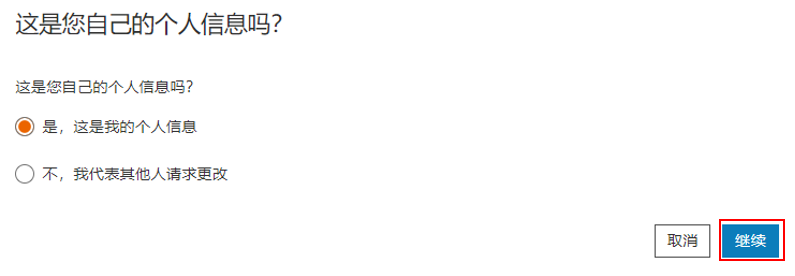 这是您自己的个人信息吗？
这是您自己的个人信息吗？
是，这是我的个人信息
不，我代表其他人请求更改
取消
继续